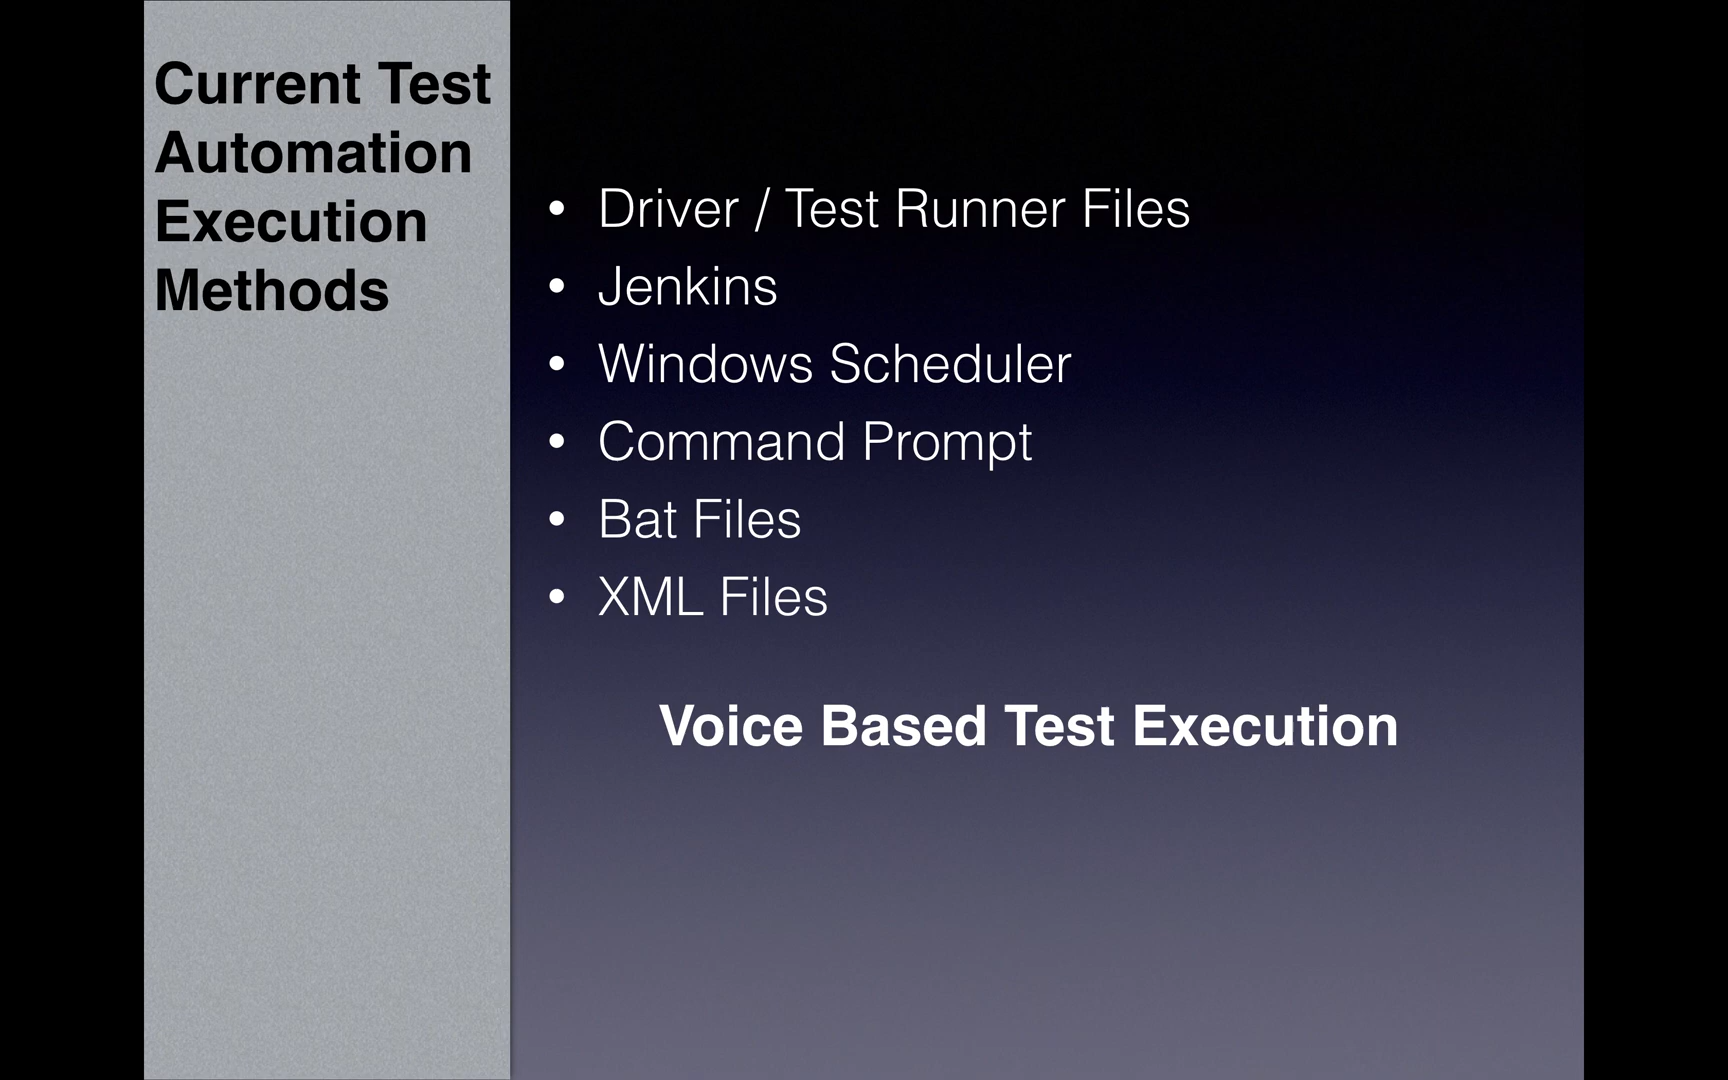 Current Test
Automation
Execution
Methods
• Driver / Test Runner Files
• Jenkins
• Windows Scheduler
• Command Prompt
• Bat Files
• XML Files
Voice Based Test Execution